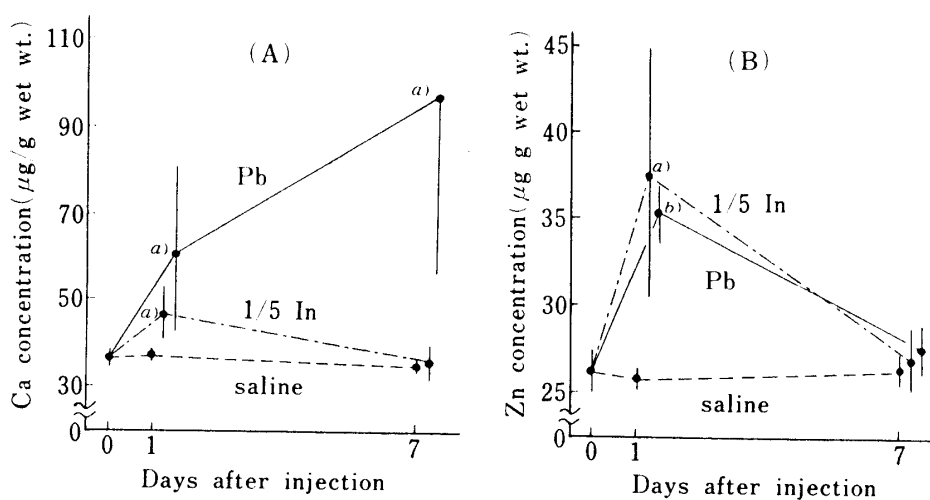 (A)
Ca concentration(μg/g wet wt.)
110
90
70
50
30
0
a)
a)
a)
Pb
1/5 In
saline
0 1 7
Days after injection
(B)
Zn concentration(μg g wet wt.)
45
40
35
30
25
0
a)
b)
1/5 In
Pb
saline
0 1 7
Days after injection